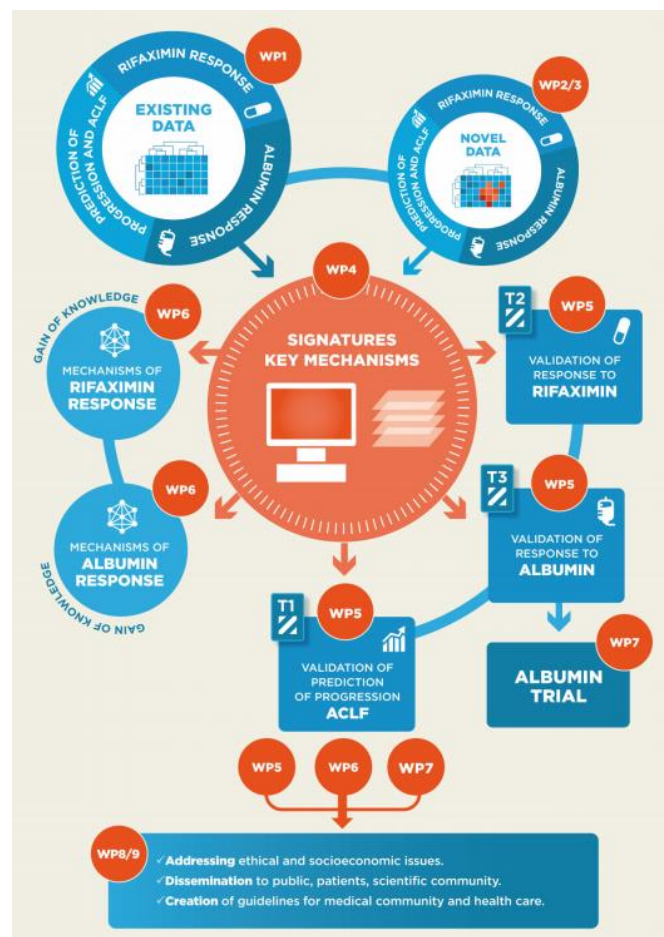 WP1
RIFAXIMIN RESPONSE
PREDICTION OF
PROGRESSION AND ACLF
ALBUMIN RESPONSE
EXISTING
DATA
WP2/3
RIFAXIMIN RESPONSE
PREDICTION OF
PROGRESSION AND ACLF
ALBUMIN RESPONSE
NOVEL
DATA
WP4
SIGNATURES
KEY MECHANISMS
GAIN OF KNOWLEDGE
WP6
MECHANISMS OF
RIFAXIMIN
RESPONSE
WP6
MECHANISMS OF
ALBUMIN
RESPONSE
GAIN OF KNOWLEDGE
T2
WP5
VALIDATION OF
RESPONSE TO
RIFAXIMIN
T3
WP5
VALIDATION OF
RESPONSE TO
ALBUMIN
T1
WP5
VALIDATION OF
PREDICTION
OF PROGRESSION
ACLF
WP7
ALBUMIN
TRIAL
WP5
WP6
WP7
WP8/9
✓Addressing ethical and socioeconomic issues.
✓Dissemination to public, patients, scientific community.
✓Creation of guidelines for medical community and health care.